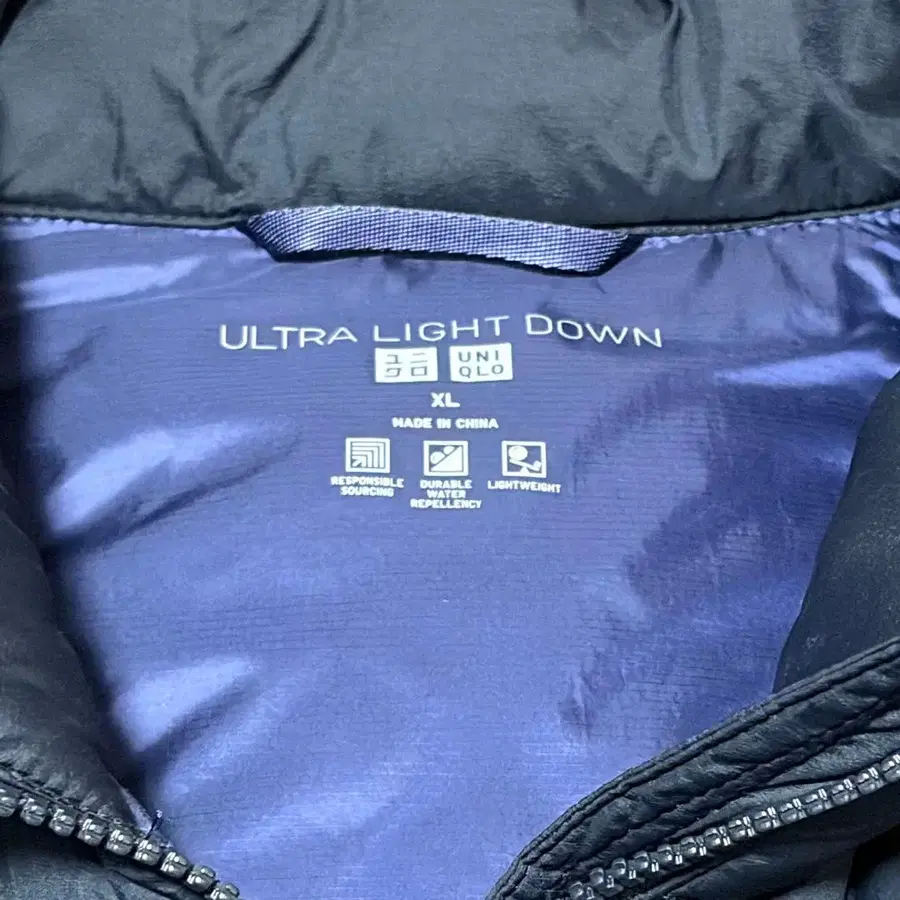 ULTRA LIGHT DOWN
ユニ UNI
クロ QLO
XL
MADE IN CHINA
RESPONSIBLE SOURCING
DURABLE WATER REPELLENCY
LIGHTWEIGHT